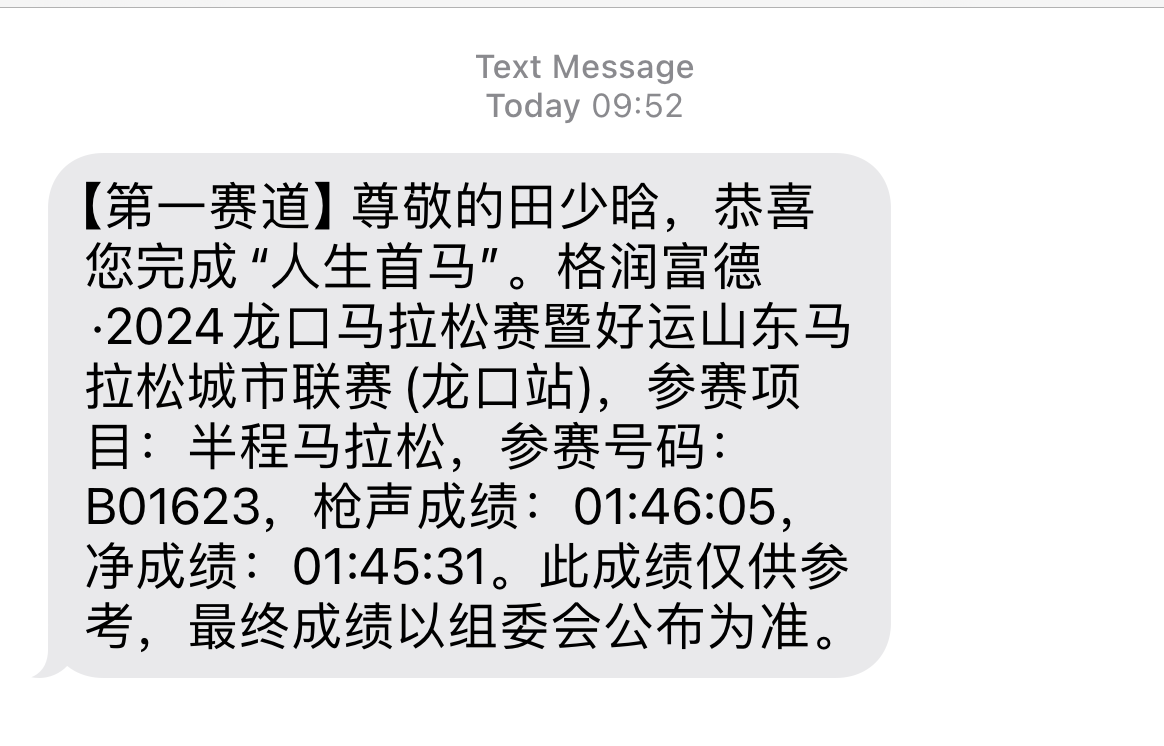 Text Message
Today 09:52
【第一赛道】尊敬的田少晗，恭喜
您完成“人生首马”。格润富德
·2024龙口马拉松赛暨好运山东马
拉松城市联赛(龙口站)，参赛项
目：半程马拉松，参赛号码：
B01623，枪声成绩：01:46:05，
净成绩：01:45:31。此成绩仅供参
考，最终成绩以组委会公布为准。